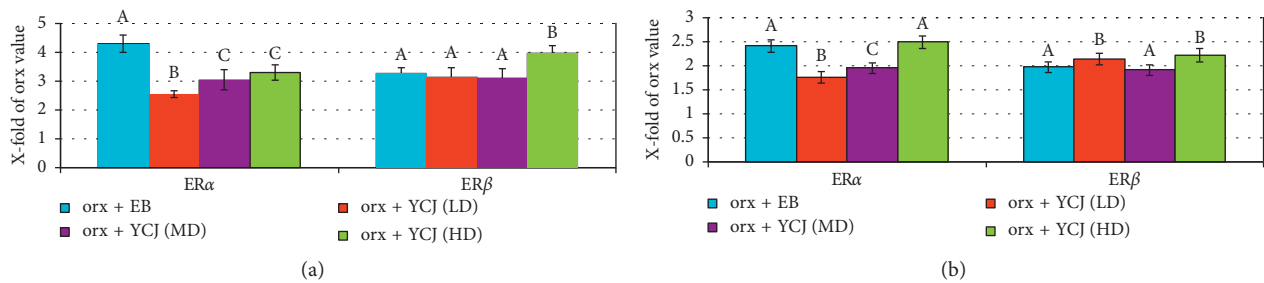 X-fold of orx value
5
4
3
2
1
0
A
B
C
C
A
A
A
B
ERα
ERβ
orx + EB
orx + YCJ (LD)
orx + YCJ (MD)
orx + YCJ (HD)
(a)
X-fold of orx value
3
2.5
2
1.5
1
0.5
0
A
B
C
A
A
B
A
B
ERα
ERβ
orx + EB
orx + YCJ (LD)
orx + YCJ (MD)
orx + YCJ (HD)
(b)